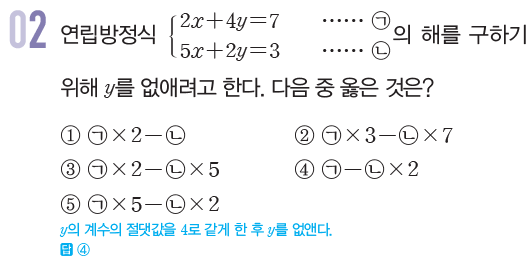 02 연립방정식 { 2x+4y=7 …… ㉠
5x+2y=3 …… ㉡ 의 해를 구하기
위해 y를 없애려고 한다. 다음 중 옳은 것은?
① ㉠×2-㉡ ② ㉠×3-㉡×7
③ ㉠×2-㉡×5 ④ ㉠-㉡×2
⑤ ㉠×5-㉡×2
y의 계수의 절댓값을 4로 같게 한 후 y를 없앤다.
답 ④